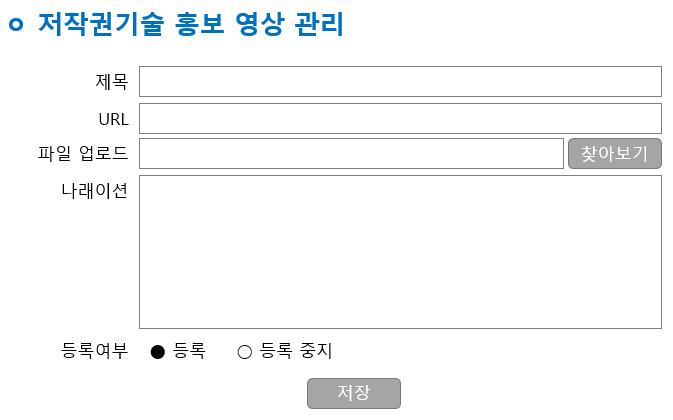 저작권기술 홍보 영상 관리
제목
URL
파일 업로드 찾아보기
나래이션
등록여부 ● 등록 ○ 등록 중지
저장